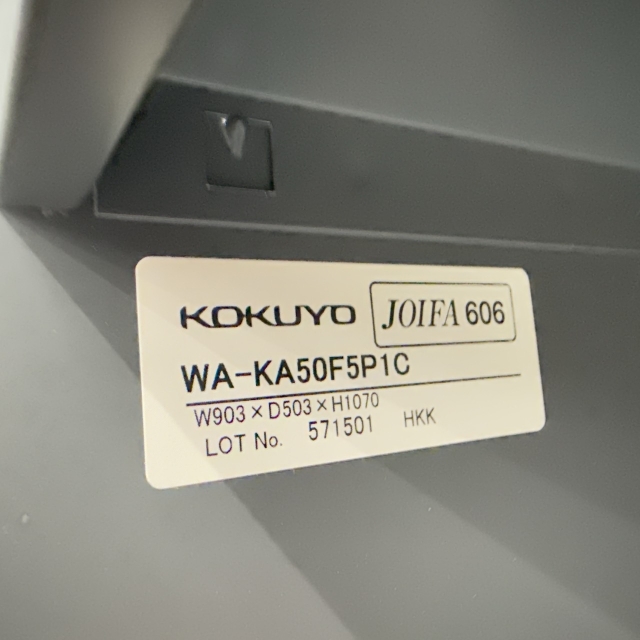 KOKUYO JOIFA 606
WA-KA50F5P1C
W903×D503×H1070
LOT No. 571501 HKK